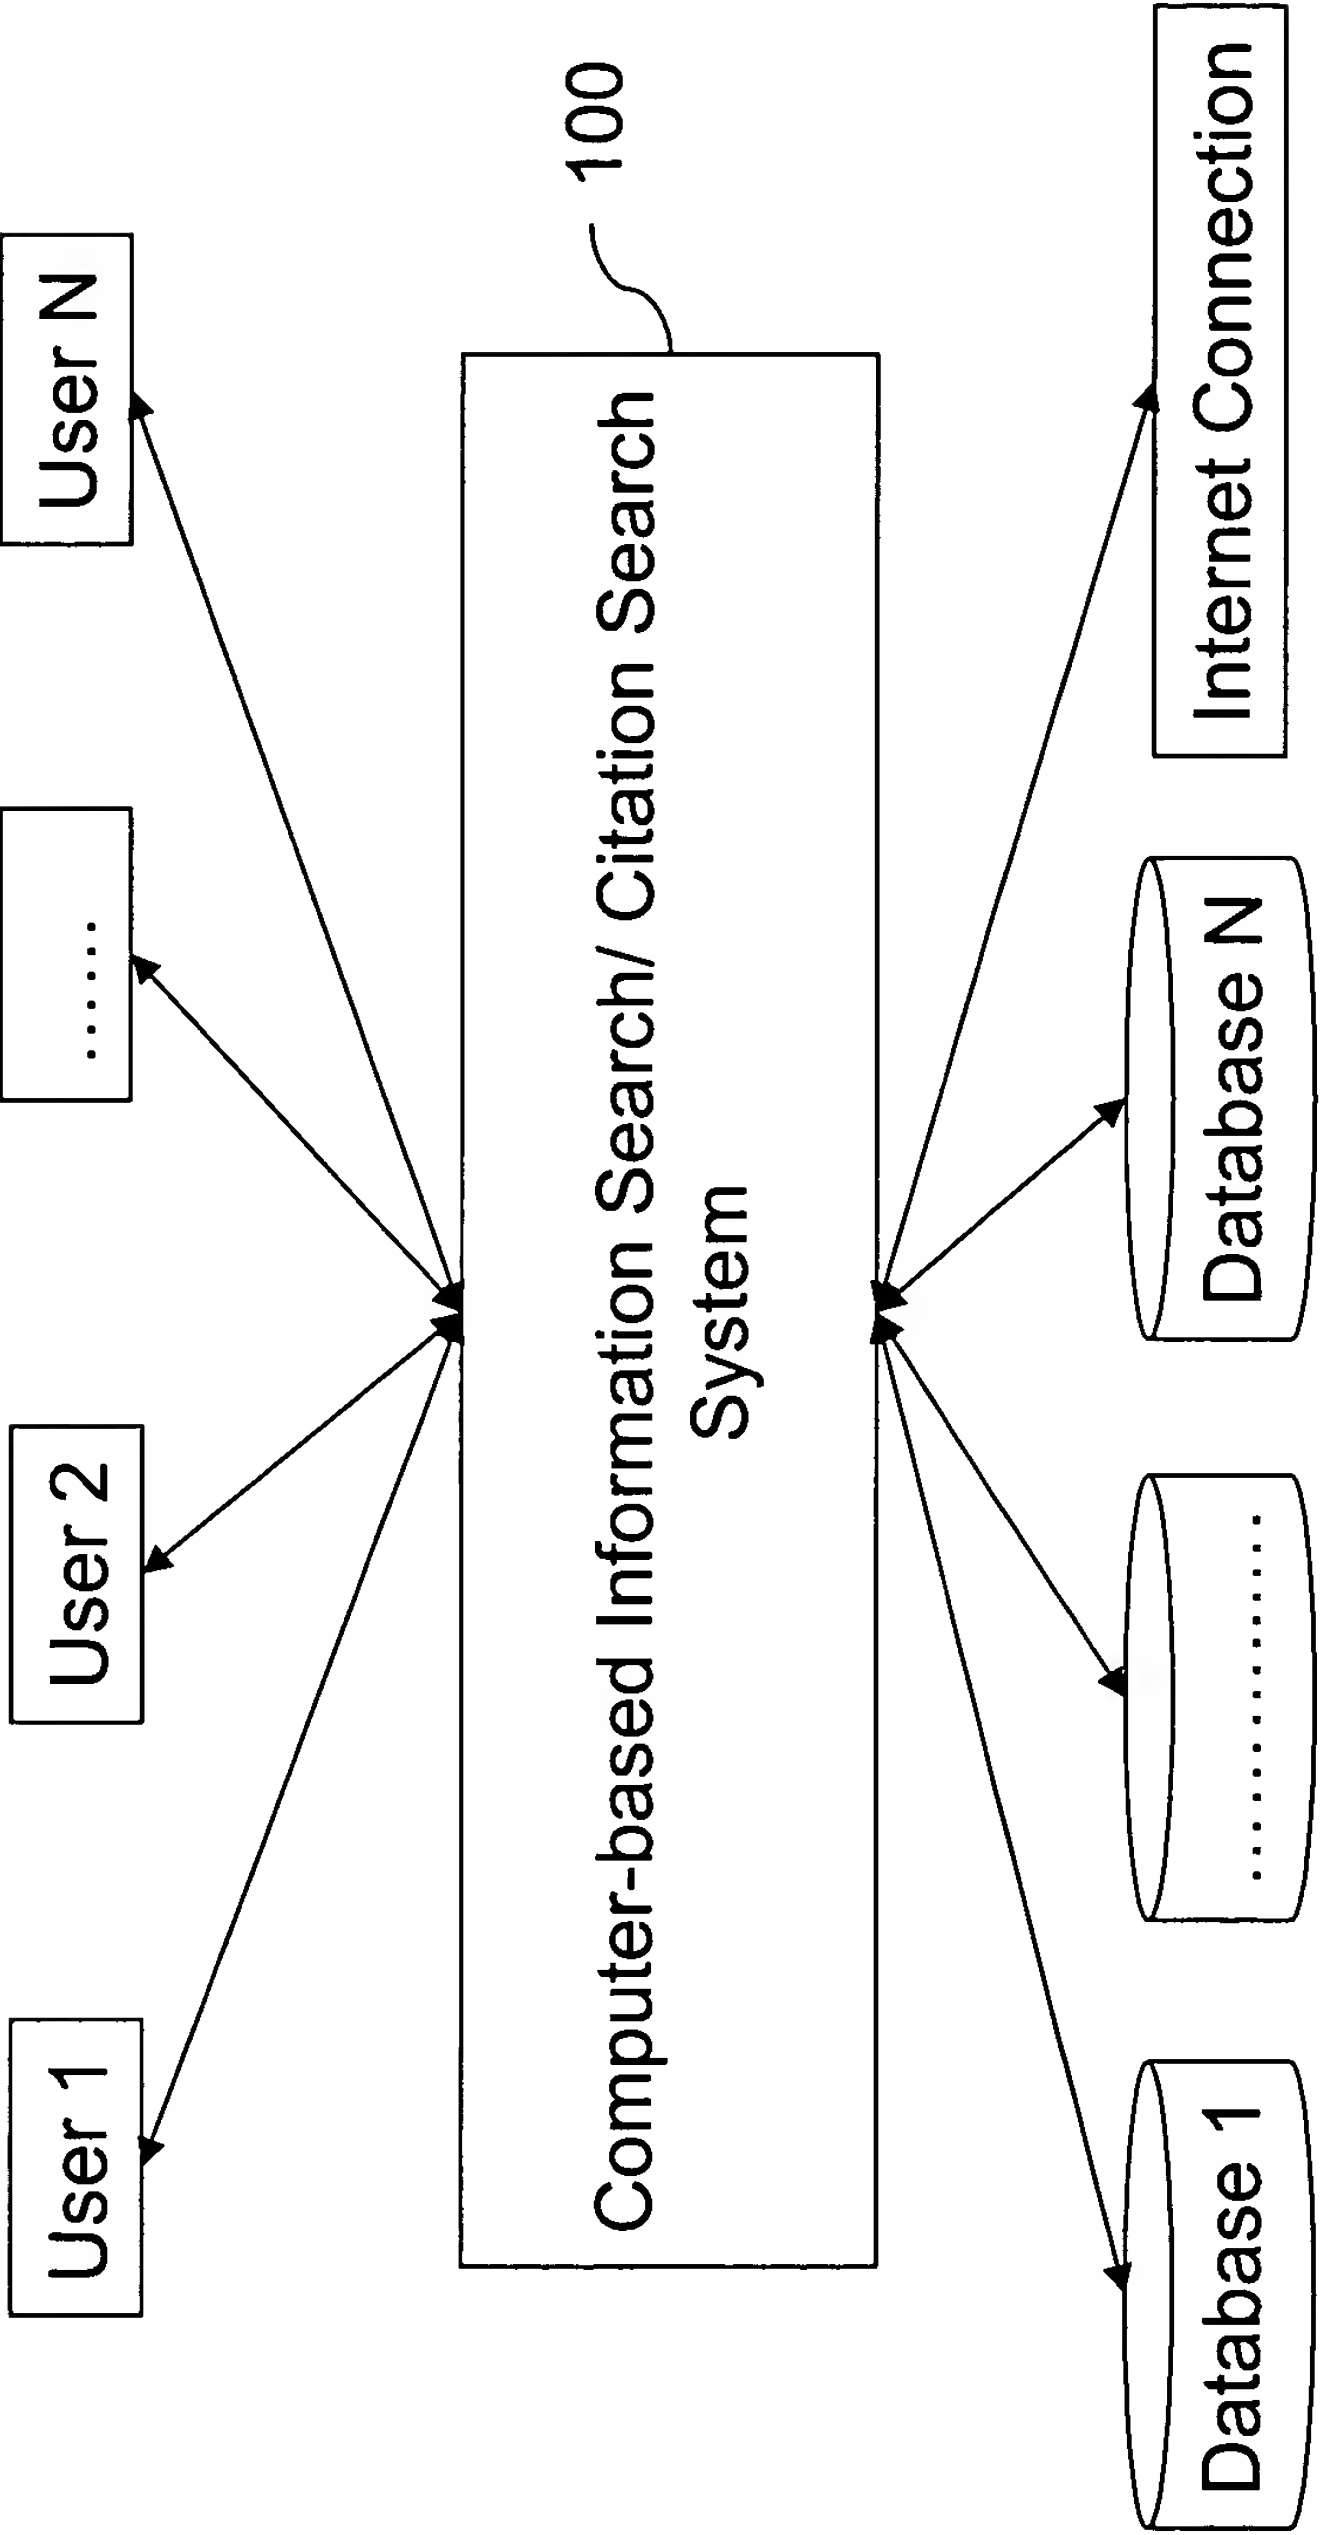 User 1
User 2
......
User N
100
Computer-based Information Search/ Citation Search
System
Database 1
...............
Database N
Internet Connection